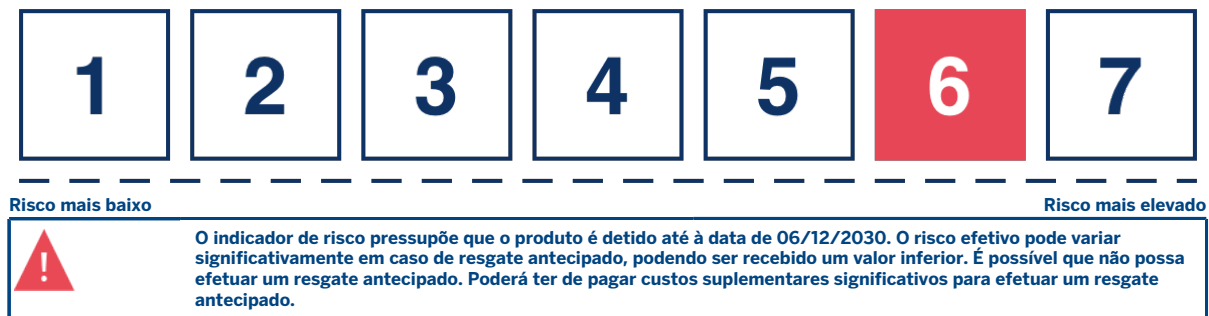 1 2 3 4 5 6 7
Risco mais baixo Risco mais elevado
! O indicador de risco pressupõe que o produto é detido até à data de 06/12/2030. O risco efetivo pode variar
significativamente em caso de resgate antecipado, podendo ser recebido um valor inferior. É possível que não possa
efetuar um resgate antecipado. Poderá ter de pagar custos suplementares significativos para efetuar um resgate
antecipado.